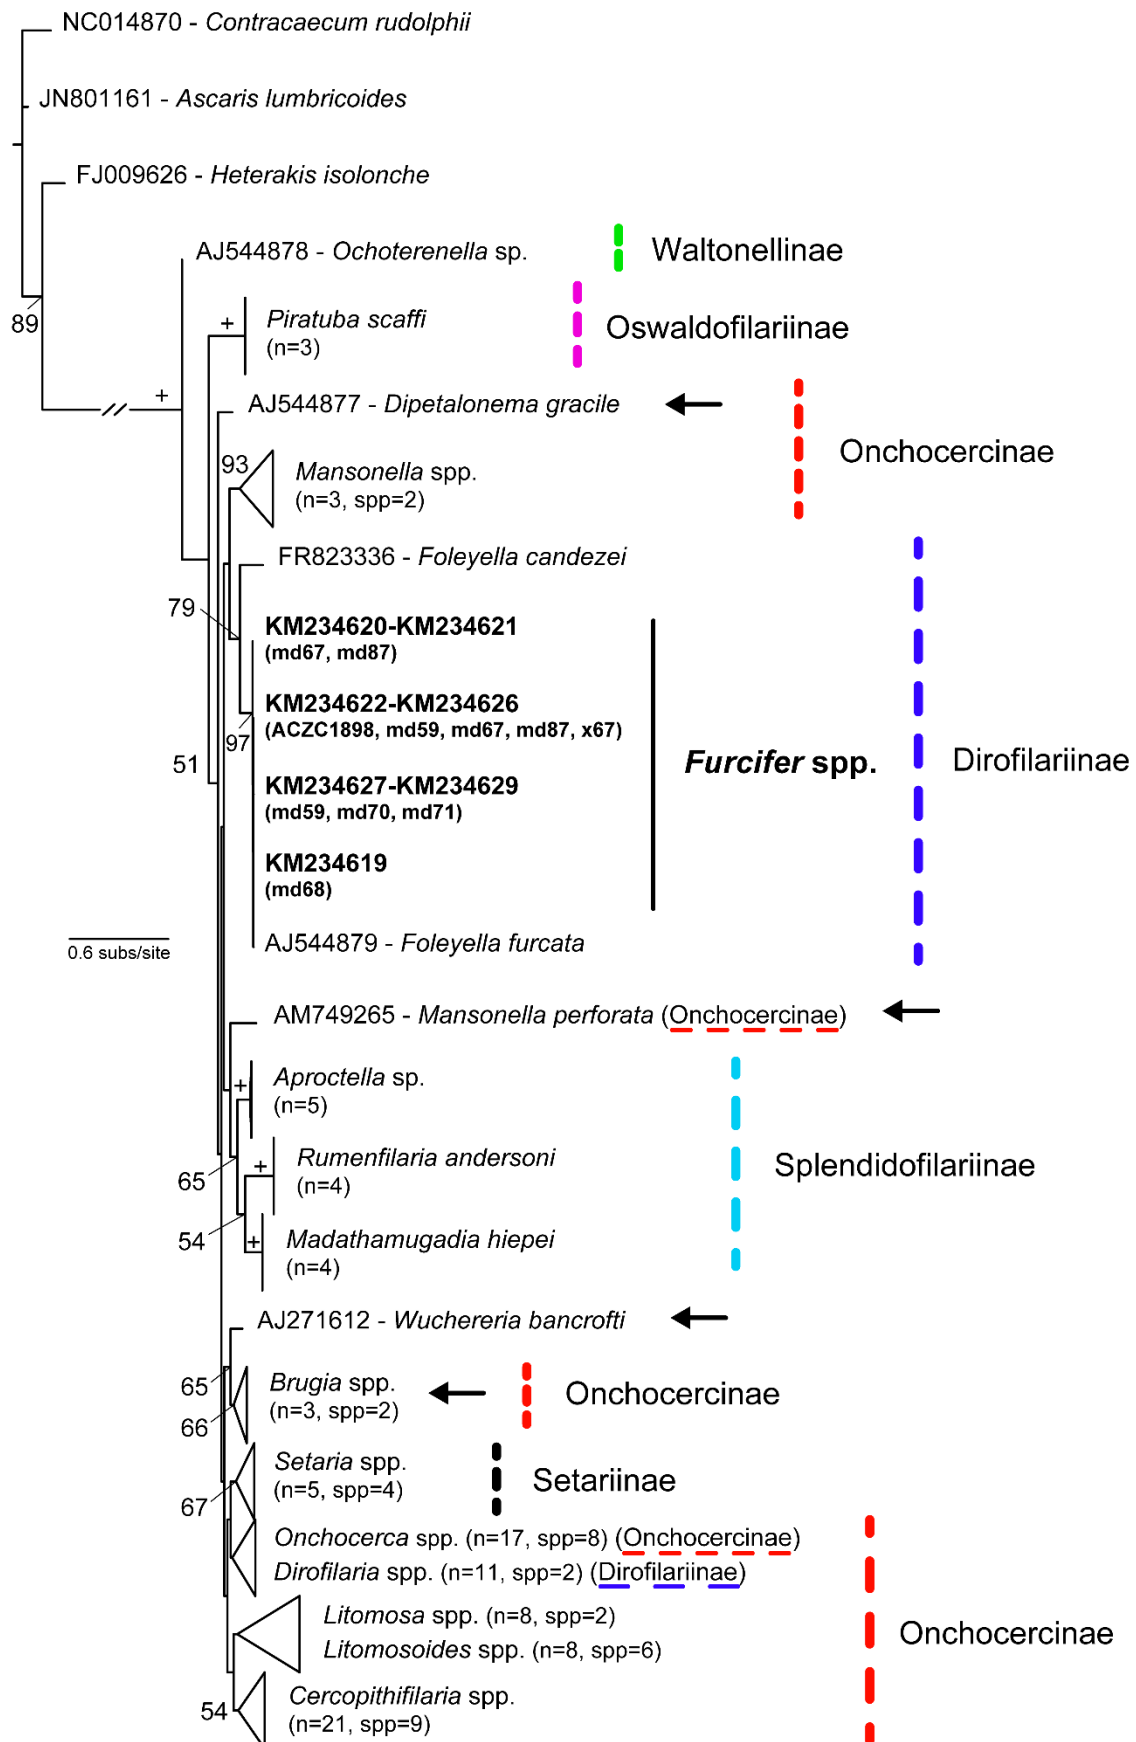 NC014870 - Contracaecum rudolphii
JN801161 - Ascaris lumbricoides
FJ009626 - Heterakis isolonche
89
AJ544878 - Ochoterenella sp.
Waltonellinae
+
Piratuba scaffi
(n=3)
Oswaldofilariinae
+
AJ544877 - Dipetalonema gracile
Onchocercinae
93
Mansonella spp.
(n=3, spp=2)
FR823336 - Foleyella candezei
79
KM234620-KM234621
(md67, md87)
KM234622-KM234626
(ACZC1898, md59, md67, md87, x67)
97
51
Furcifer spp.
Dirofilariinae
KM234627-KM234629
(md59, md70, md71)
KM234619
(md68)
AJ544879 - Foleyella furcata
0.6 subs/site
AM749265 - Mansonella perforata (Onchocercinae)
+
Aproctella sp.
(n=5)
65
+
Rumenfilaria andersoni
(n=4)
Splendidofilariinae
54
+
Madathamugadia hiepei
(n=4)
AJ271612 - Wuchereria bancrofti
65
Brugia spp.
(n=3, spp=2)
Onchocercinae
66
Setaria spp.
(n=5, spp=4)
Setariinae
67
Onchocerca spp. (n=17, spp=8) (Onchocercinae)
Dirofilaria spp. (n=11, spp=2) (Dirofilariinae)
Litomosa spp. (n=8, spp=2)
Litomosoides spp. (n=8, spp=6)
Onchocercinae
54
Cercopithifilaria spp.
(n=21, spp=9)